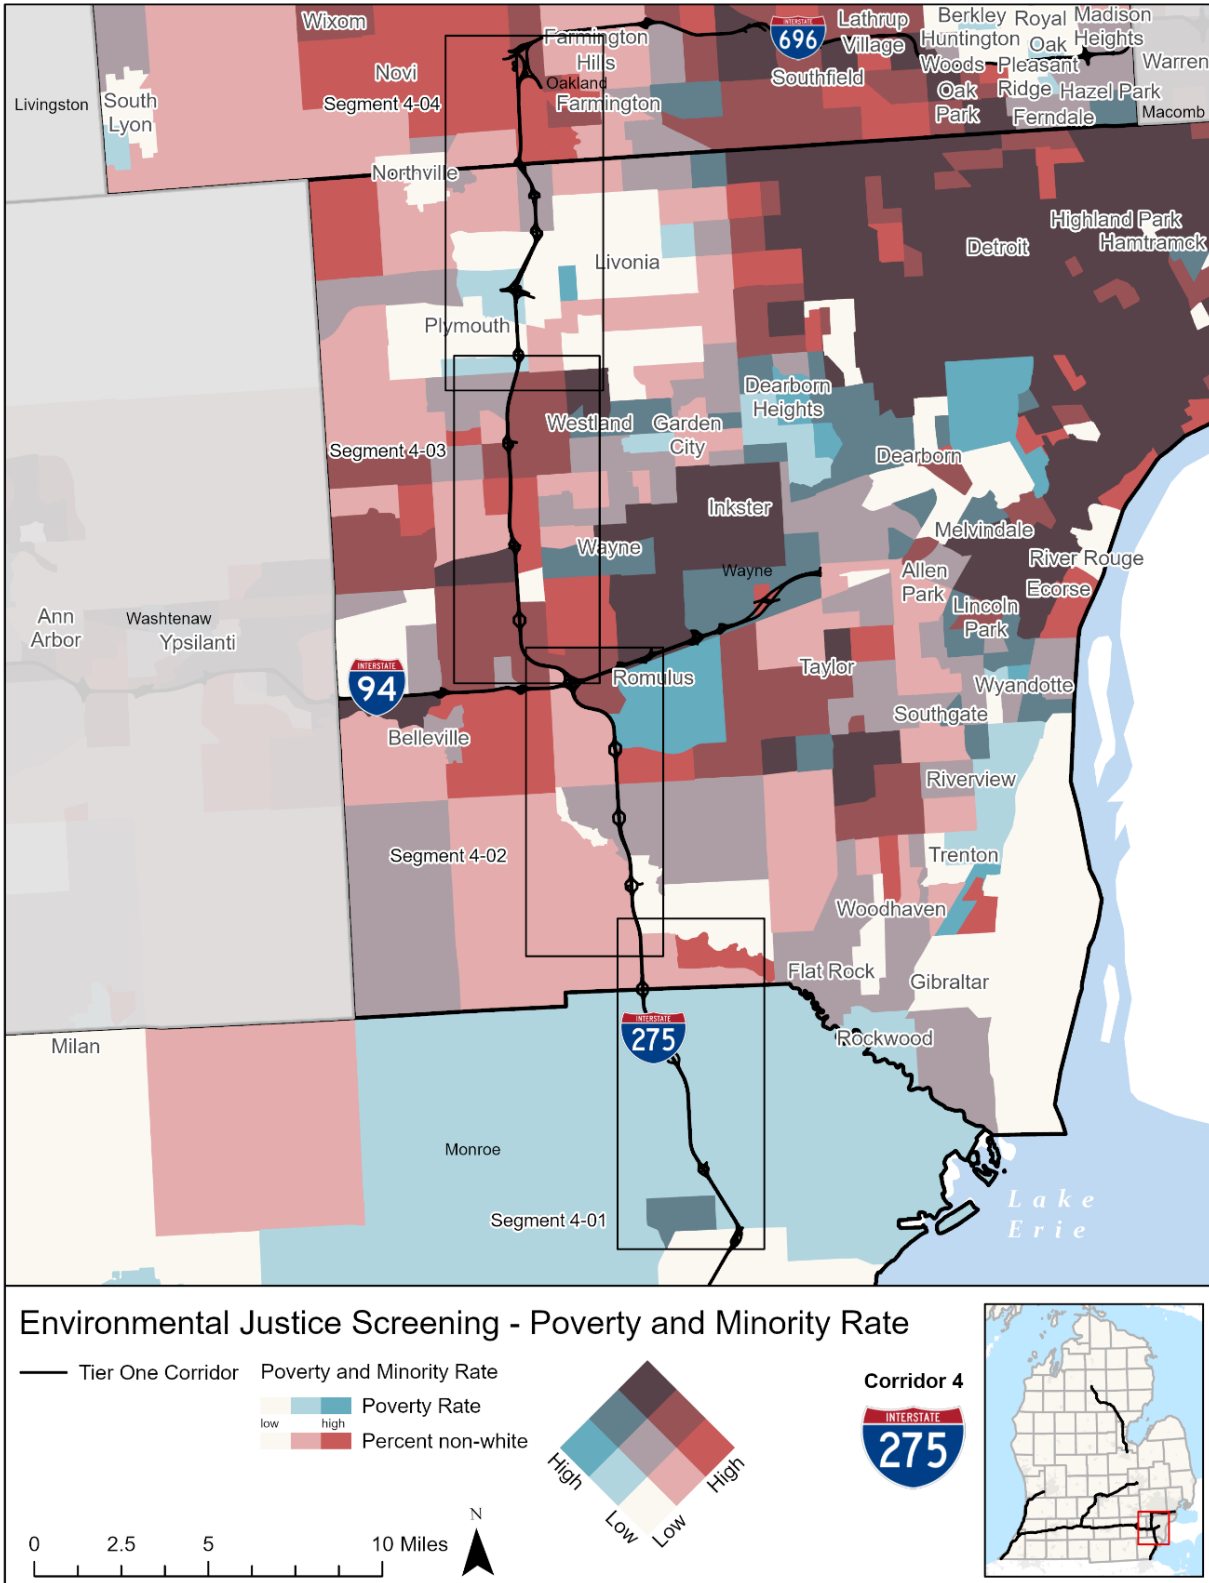 Wixom
Lathrup
Village
Berkley
Royal
Oak
Madison
Heights
Huntington
Woods
INTERSTATE
696
Farmington
Hills
Novi
Southfield
Pleasant
Ridge
Warren
Livingston
South
Lyon
Segment 4-04
Oakland
Farmington
Oak
Park
Hazel Park
Ferndale
Macomb
Northville
Highland Park
Hamtramck
Detroit
Livonia
Plymouth
Dearborn
Heights
Westland
Garden
City
Segment 4-03
Dearborn
Inkster
Melvindale
Wayne
River Rouge
Wayne
Allen
Park
Ecorse
Lincoln
Park
Ann
Arbor
Washtenaw
Ypsilanti
INTERSTATE
94
Romulus
Taylor
Wyandotte
Southgate
Belleville
Riverview
Segment 4-02
Trenton
Woodhaven
Flat Rock
Gibraltar
INTERSTATE
275
Rockwood
Milan
Monroe
Segment 4-01
Lake
Erie
Environmental Justice Screening - Poverty and Minority Rate
Tier One Corridor
Poverty and Minority Rate
Poverty Rate
low
high
Percent non-white
High
Low
Low
High
Corridor 4
INTERSTATE
275
N
0
2.5
5
10 Miles